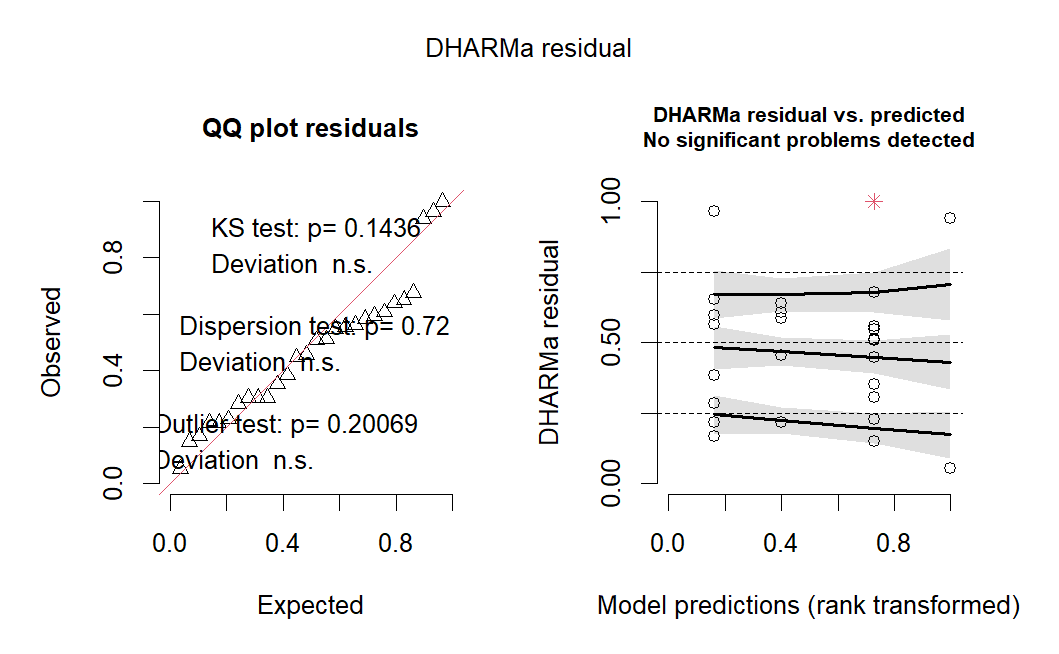 DHARMa residual
QQ plot residuals
KS test: p= 0.1436
Deviation  n.s.
Dispersion test: p= 0.72
Deviation  n.s.
Outlier test: p= 0.20069
Deviation  n.s.
Observed
0.8
0.4
0.0
0.0 0.4 0.8
Expected
DHARMa residual vs. predicted
No significant problems detected
DHARMa residual
1.00
0.50
0.00
0.0 0.4 0.8
Model predictions (rank transformed)